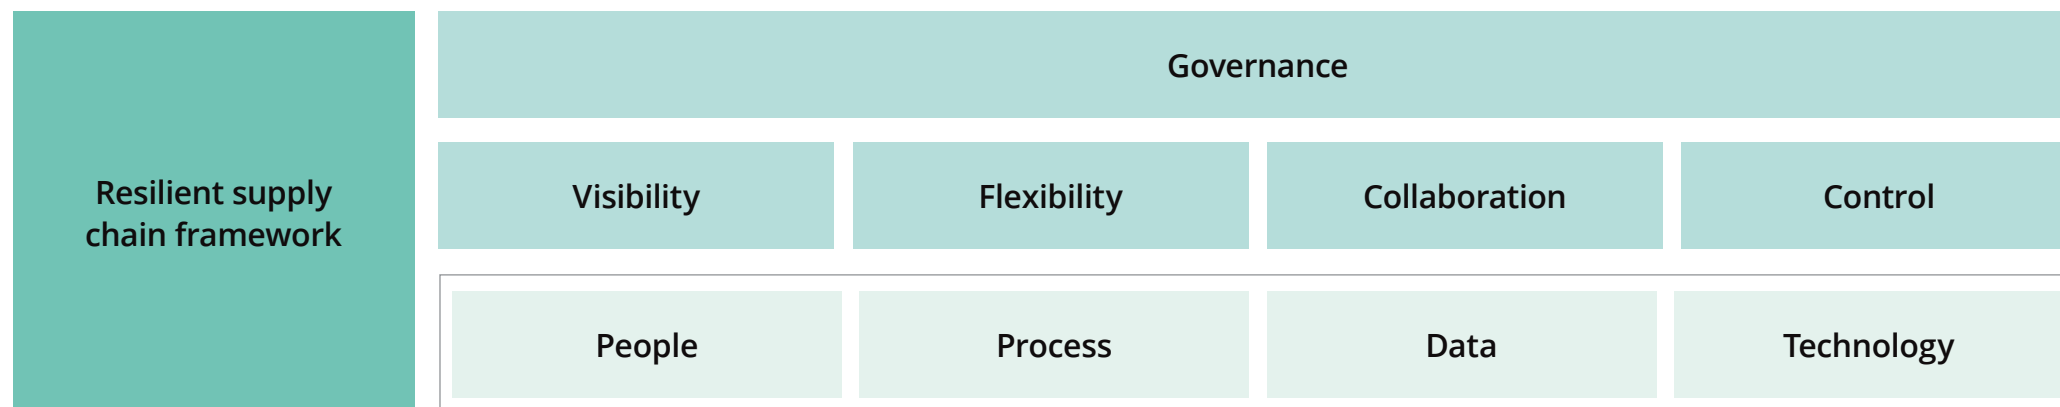 Resilient supply
chain framework
Governance
Visibility
Flexibility
Collaboration
Control
People
Process
Data
Technology